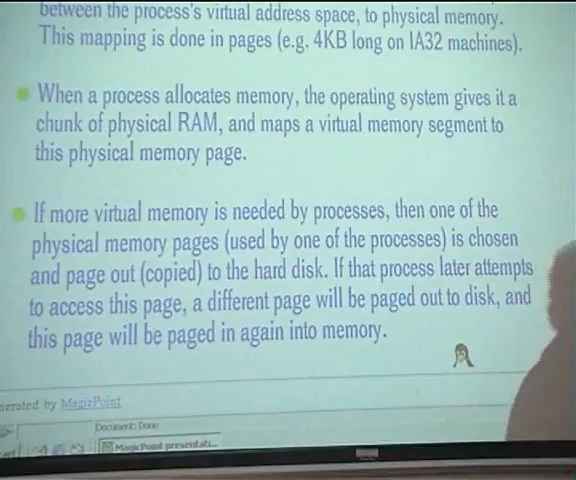 between the process's virtual address space, to physical memory.
This mapping is done in pages (e.g. 4KB long on IA32 machines).
When a process allocates memory, the operating system gives it a
chunk of physical RAM, and maps a virtual memory segment to
this physical memory page.
If more virtual memory is needed by processes, then one of the
physical memory pages (used by one of the processes) is chosen
and page out (copied) to the hard disk. If that process later attempts
to access this page, a different page will be paged out to disk, and
this page will be paged in again into memory.
nerated by MagicPoint
Document: Done
MagicPoint presentati...